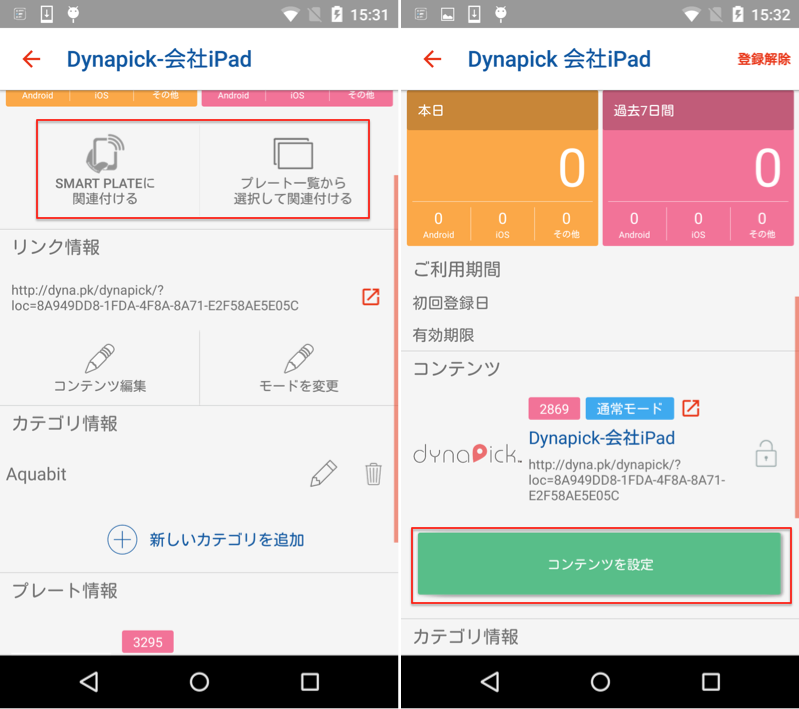 15:31
Dynapick-会社iPad
Android iOS その他 Android iOS その他
SMART PLATEに
関連付ける
プレート一覧から
選択して関連付ける
リンク情報
http://dyna.pk/dynapick/?
loc=8A949DD8-1FDA-4F8A-8A71-E2F58AE5E05C
コンテンツ編集 モードを変更
カテゴリ情報
Aquabit
新しいカテゴリを追加
プレート情報
3295
15:32
Dynapick 会社iPad 登録解除
本日
0
0 0 0
Android iOS その他
過去7日間
0
0 0 0
Android iOS その他
ご利用期間
初回登録日
有効期限
コンテンツ
2869 通常モード
dynaPick
Dynapick-会社iPad
http://dyna.pk/dynapick/?
loc=8A949DD8-1FDA-4F8A-8A71-
E2F58AE5E05C
コンテンツを設定
カテゴリ情報